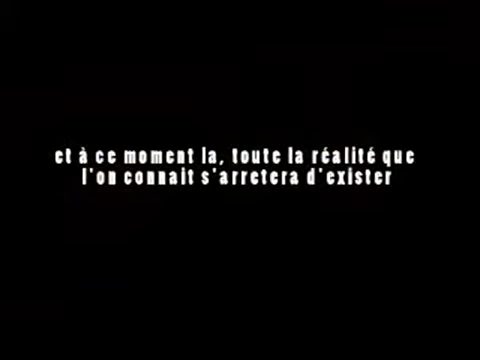 et à ce moment la, toute la réalité que
l'on connait s'arretera d'exister